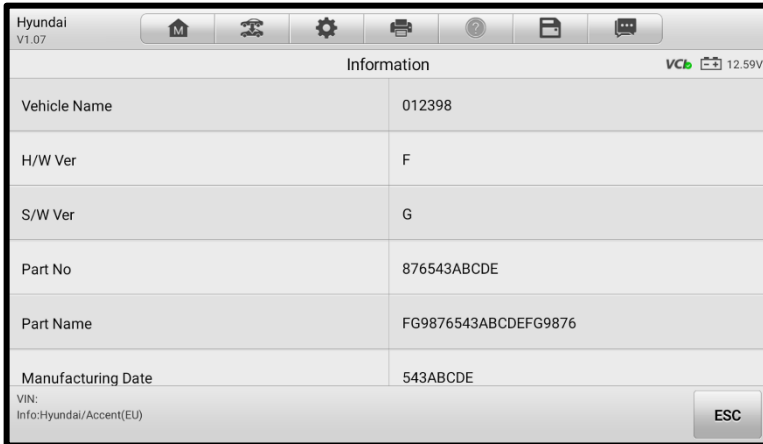 Hyundai
V1.07
M
Information
VCI 12.59V
Vehicle Name 012398
H/W Ver F
S/W Ver G
Part No 876543ABCDE
Part Name FG9876543ABCDEFG9876
Manufacturing Date 543ABCDE
VIN:
Info:Hyundai/Accent(EU)
ESC